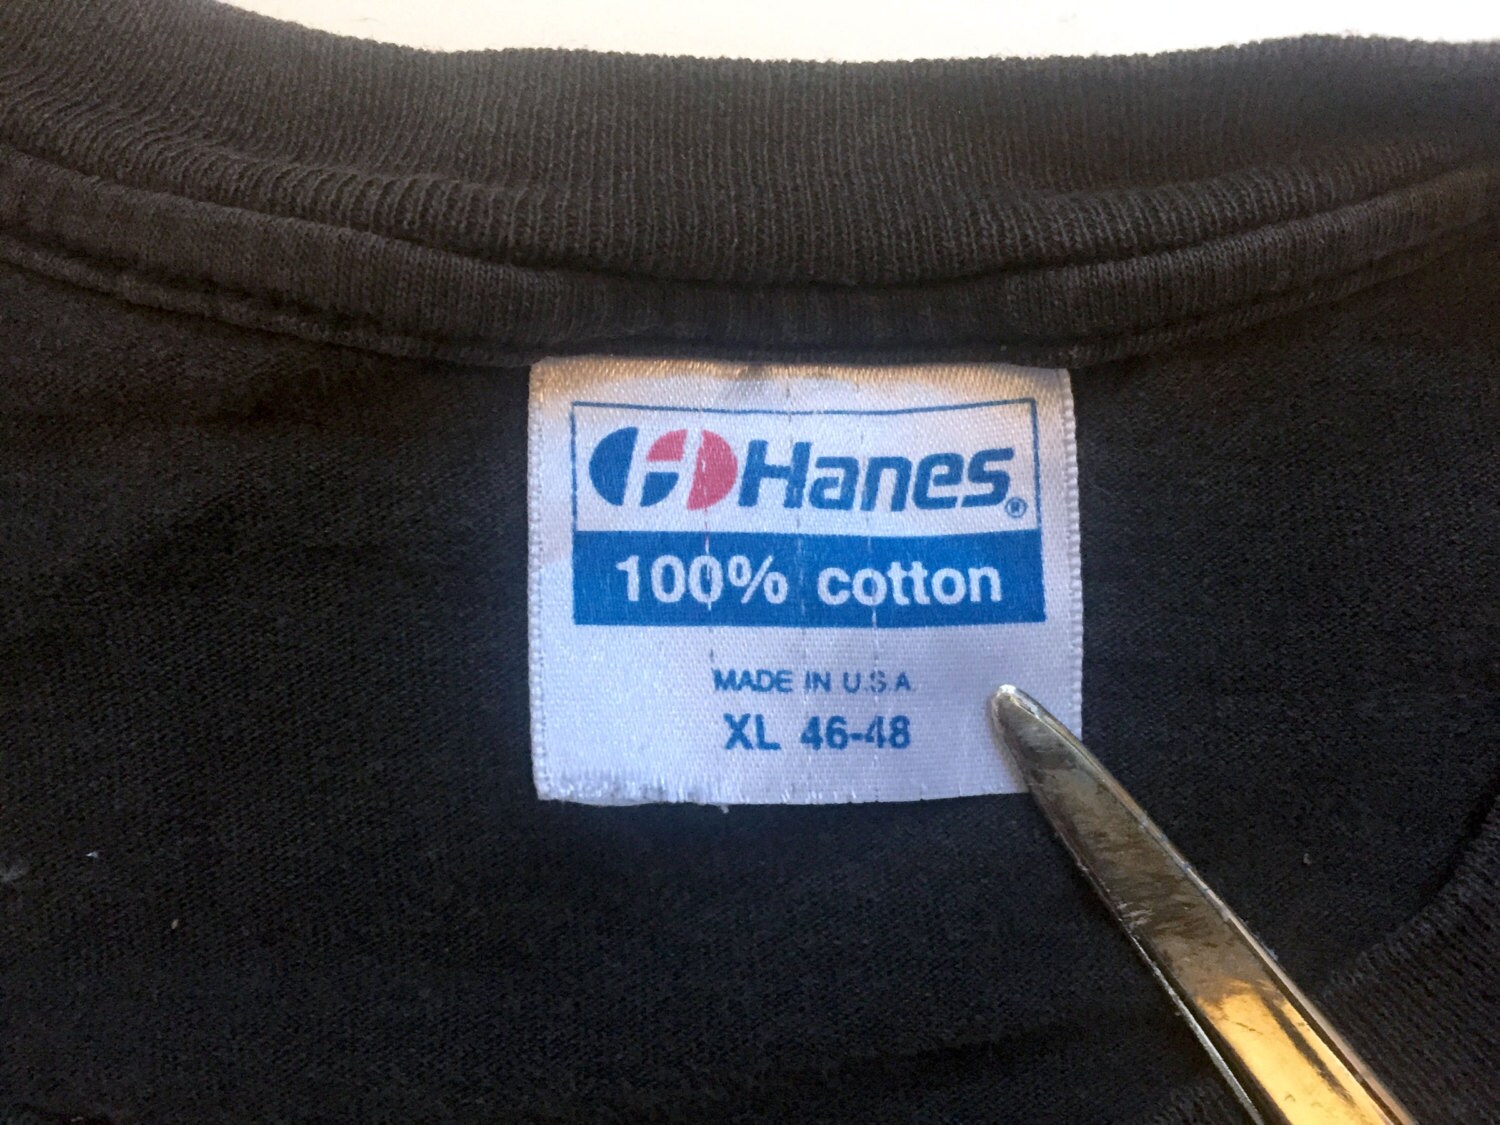 Hanes®
100% cotton
MADE IN U.S.A.
XL 46-48